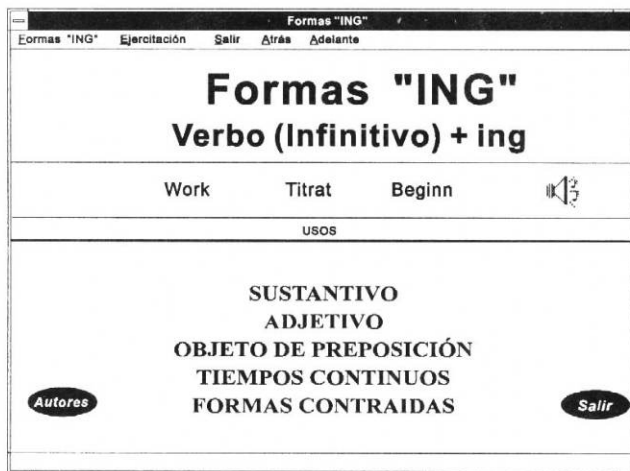 Formas "ING"
Formas "ING" Ejercitación Salir Atrás Adelante
Formas "ING"
Verbo (Infinitivo) + ing
Work Titrat Beginn
USOS
SUSTANTIVO
ADJETIVO
OBJETO DE PREPOSICIÓN
TIEMPOS CONTINUOS
Autores FORMAS CONTRAIDAS Salir